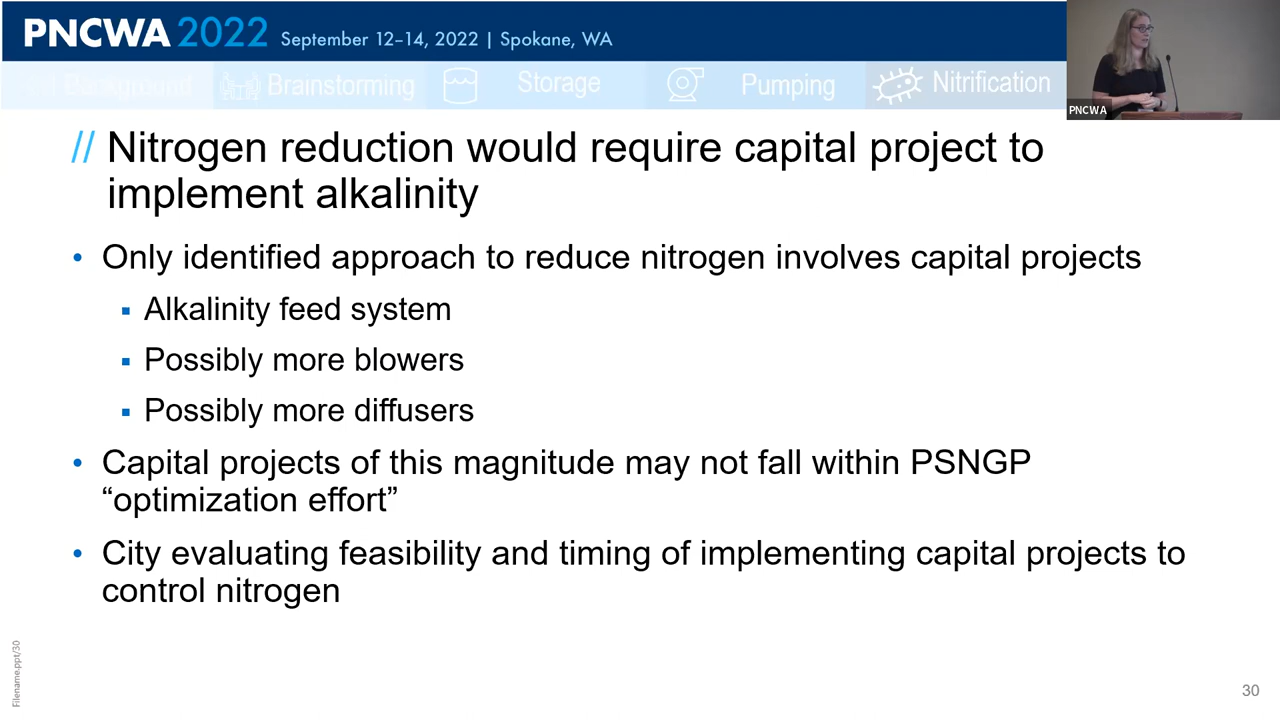 PNCWA 2022 September 12–14, 2022 | Spokane, WA
PNCWA
Background Brainstorming Storage Pumping Nitrification
// Nitrogen reduction would require capital project to
implement alkalinity
• Only identified approach to reduce nitrogen involves capital projects
▪ Alkalinity feed system
▪ Possibly more blowers
▪ Possibly more diffusers
• Capital projects of this magnitude may not fall within PSNGP
“optimization effort”
• City evaluating feasibility and timing of implementing capital projects to
control nitrogen
Filename.ppt/30
30